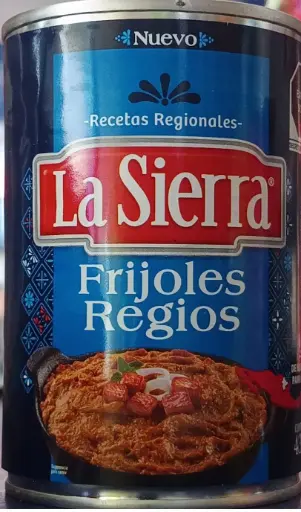 Nuevo
-Recetas Regionales-
La Sierra®
Frijoles
Regios